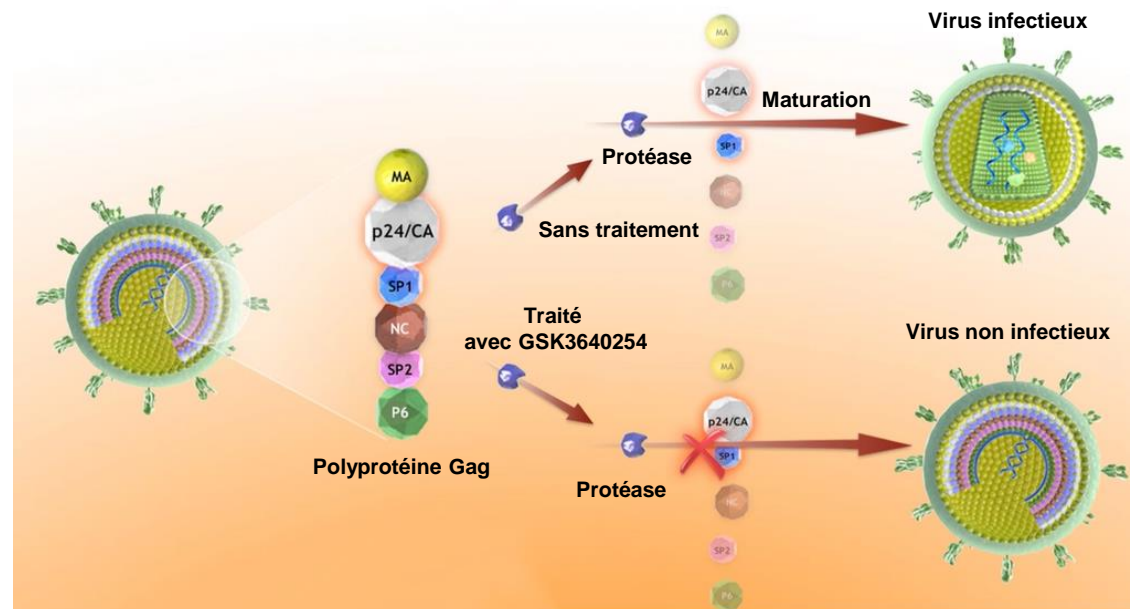 Virus infectieux
MA
p24/CA
Maturation
SP1
Protéase
NC
Sans traitement
SP2
P6
MA
p24/CA
SP1
NC
SP2
P6
Polyprotéine Gag
Traité
avec GSK3640254
Virus non infectieux
MA
p24/CA
SP1
Protéase
NC
SP2
P6